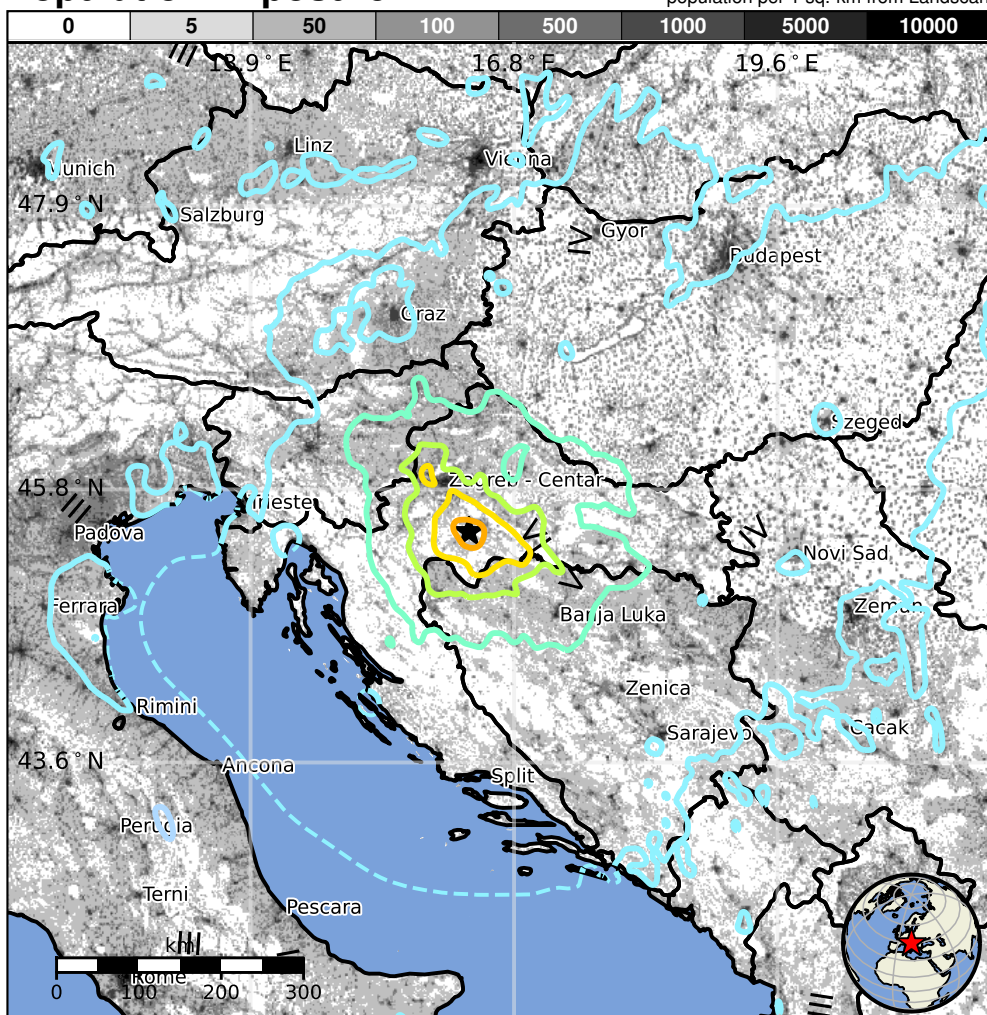 population per 1 sq. km from Landscan
0 5 50 100 500 1000 5000 10000
13.9°E 16.8°E 19.6°E
Linz
Vienna
Munich
47.9°N
Salzburg
Gyor
Budapest
Graz
Szeged
45.8°N
Zagreb - Centar
Trieste
IV
Padova
Novi Sad
Ferrara
Zemun
Banja Luka
Zenica
Rimini
Sarajevo
Cacak
43.6°N
Ancona
Split
Perugia
Terni
Pescara
km
Rome
0 100 200 300